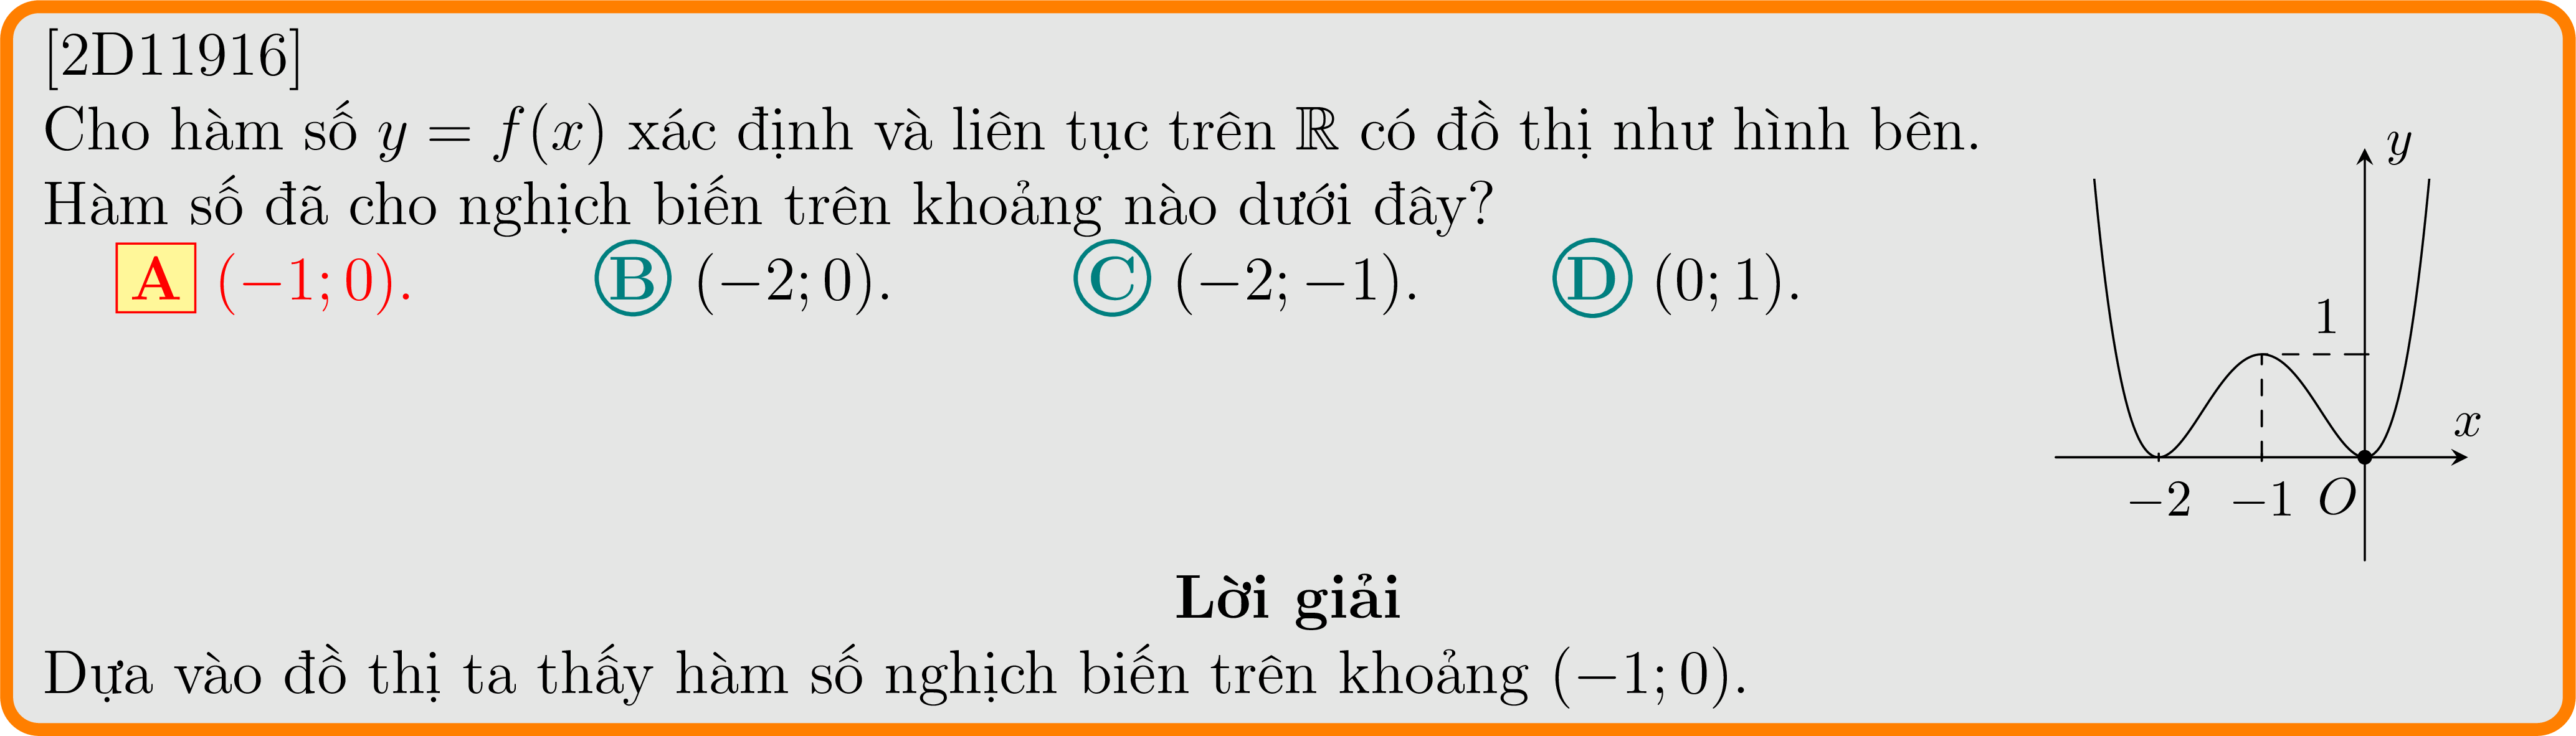 [2D11916]
Cho hàm số y = f(x) xác định và liên tục trên ℝ có đồ thị như hình bên.
Hàm số đã cho nghịch biến trên khoảng nào dưới đây?
A (−1; 0). B (−2; 0). C (−2; −1). D (0; 1).
y
1
x
−2 −1 O
Lời giải
Dựa vào đồ thị ta thấy hàm số nghịch biến trên khoảng (−1; 0).